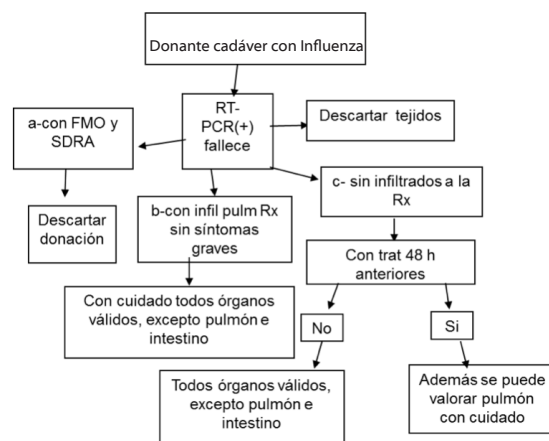 Donante cadáver con Influenza
RT-
PCR(+)
fallece
Descartar tejidos
a-con FMO y
SDRA
c- sin infiltrados a la
Rx
b-con infil pulm Rx
sin síntomas
graves
Descartar
donación
Con trat 48 h
anteriores
Con cuidado todos órganos
válidos, excepto pulmón e
intestino
No
Si
Todos órganos válidos,
excepto pulmón e
intestino
Además se puede
valorar pulmón
con cuidado